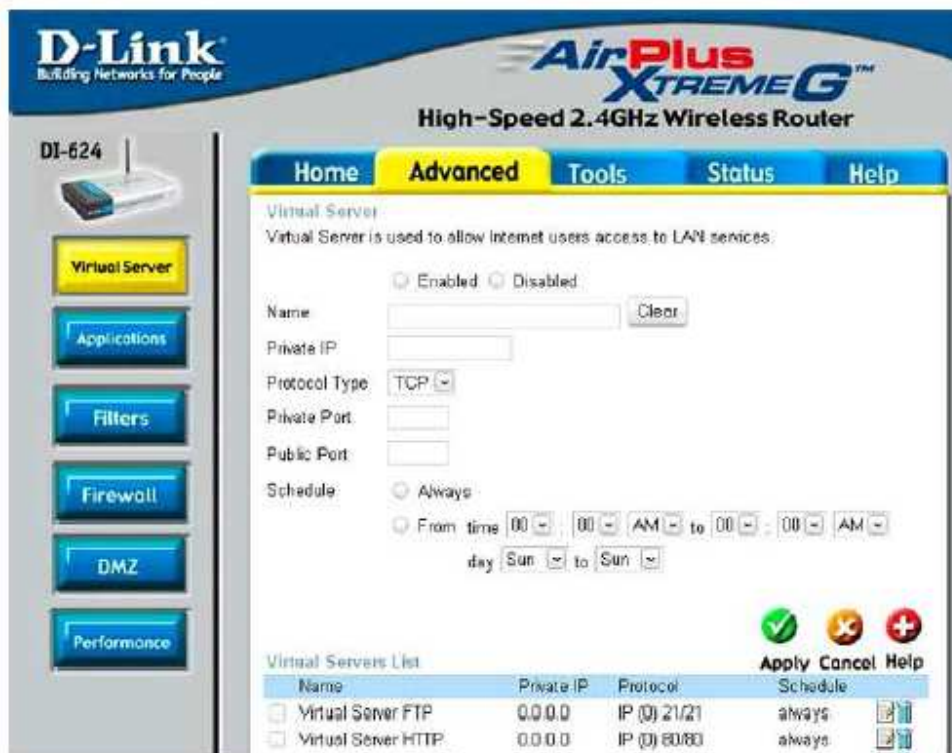 D-Link
Building Networks for People
AirPlus
XTREME G™
High-Speed 2.4GHz Wireless Router
DI-624
Home Advanced Tools Status Help
Virtual Server
Virtual Server is used to allow Internet users access to LAN services.
Enabled Disabled
Name Clear
Private IP
Protocol Type TCP
Private Port
Public Port
Schedule Always
From time 00 : 00 AM to 00 : 00 AM
day Sun to Sun
Virtual Server
Applications
Filters
Firewall
DMZ
Performance
Apply Cancel Help
Virtual Servers List
Name Private IP Protocol Schedule
Virtual Server FTP 0.0.0.0 IP (0) 21/21 always
Virtual Server HTTP 0.0.0.0 IP (0) 80/80 always